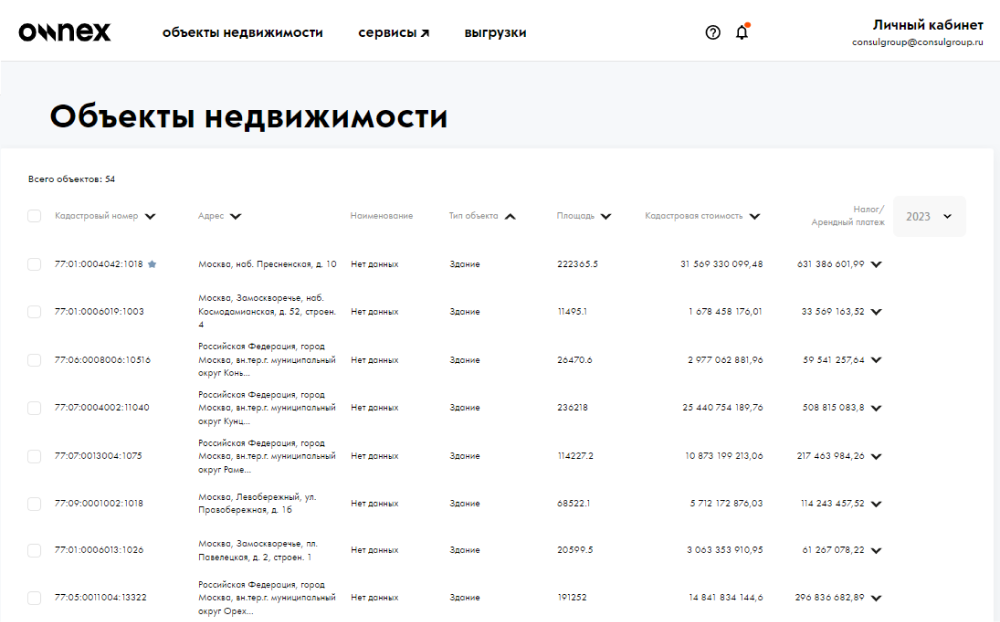 ownex
объекты недвижимости сервисы выгрузки
Личный кабинет
consulgroup@consulgroup.ru
Объекты недвижимости
Всего объектов: 54
Кадастровый номер Адрес Наименование Тип объекта Площадь Кадастровая стоимость Налог/
Арендный платеж 2023
77:01:0004042:1018 Москва, наб. Пресненская, д. 10 Нет данных Здание 222365.5 31 569 330 099,48 631 386 601,99
Москва, Замоскворечье, наб.
77:01:0006019:1003 Космодамианская, д. 52, строен. Нет данных Здание 11495.1 1 678 458 176,01 33 569 163,52
4
Российская Федерация, город
77:06:0008006:10516 Москва, вн.тер.г. муниципальный Нет данных Здание 26470.6 2 977 062 881,96 59 541 257,64
округ Конь...
Российская Федерация, город
77:07:0004002:11040 Москва, вн.тер.г. муниципальный Нет данных Здание 236218 25 440 754 189,76 508 815 083,8
округ Кунц...
Российская Федерация, город
77:07:0013004:1075 Москва, вн.тер.г. муниципальный Нет данных Здание 114227.2 10 873 199 213,06 217 463 984,26
округ Раме...
Москва, Левобережный, ул.
77:09:0001002:1018 Правобережная, д. 1б Нет данных Здание 68522.1 5 712 172 876,03 114 243 457,52
Москва, Замоскворечье, пл.
77:01:0006013:1026 Павелецкая, д. 2, строен. 1 Нет данных Здание 20599.5 3 063 353 910,95 61 267 078,22
Российская Федерация, город
77:05:0011004:13322 Москва, вн.тер.г. муниципальный Нет данных Здание 191252 14 841 834 144,6 296 836 682,89
округ Орех...